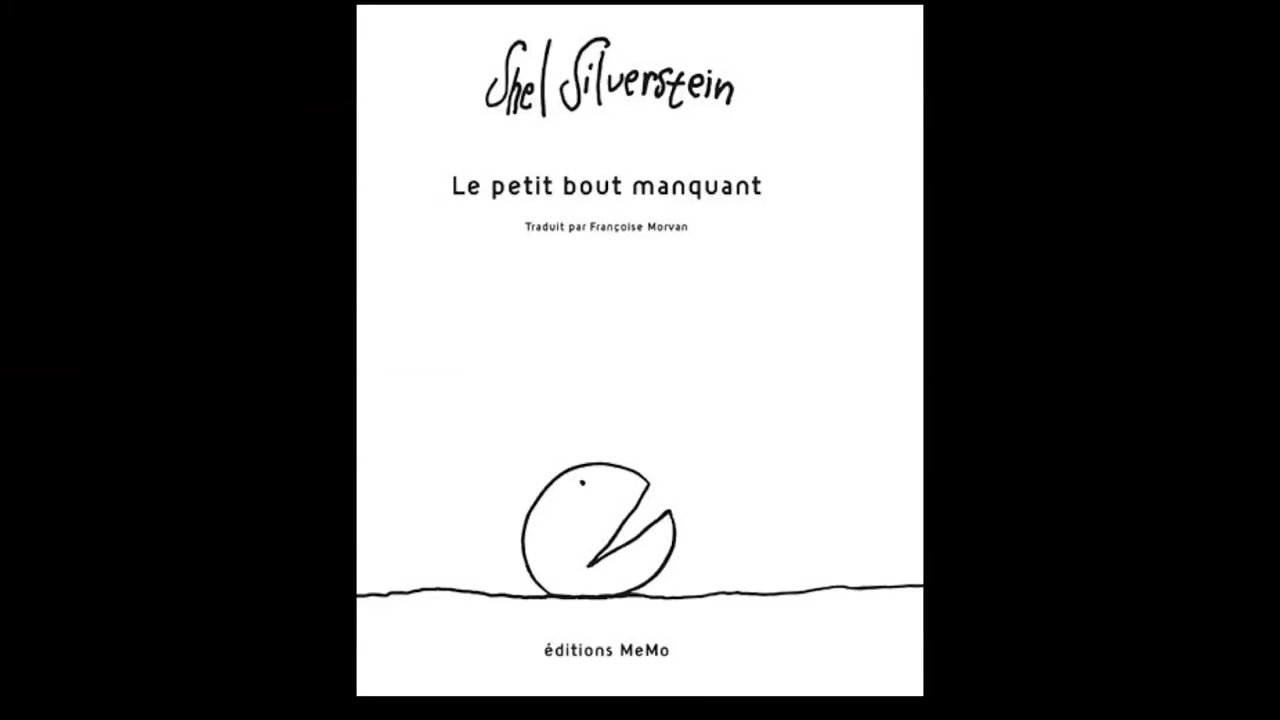 Shel Silverstein
Le petit bout manquant
Traduit par Françoise Morvan
éditions MeMo